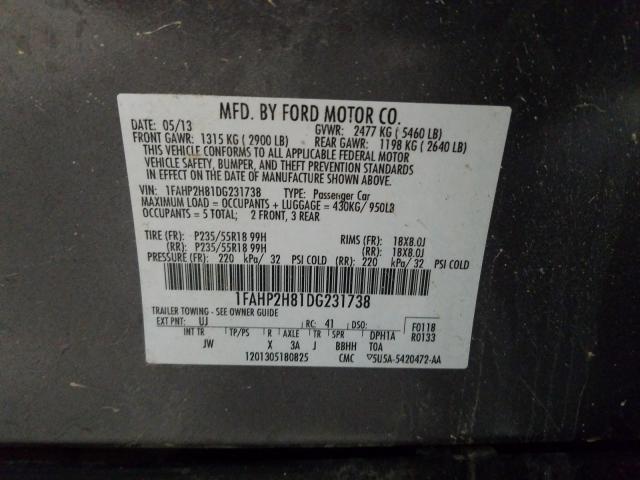 MFD. BY FORD MOTOR CO.
DATE: 05/13 GVWR: 2477 KG ( 5460 LB)
FRONT GAWR: 1315 KG ( 2900 LB) REAR GAWR: 1198 KG ( 2640 LB)
THIS VEHICLE CONFORMS TO ALL APPLICABLE FEDERAL MOTOR
VEHICLE SAFETY, BUMPER, AND THEFT PREVENTION STANDARDS
IN EFFECT ON THE DATE OF MANUFACTURE SHOWN ABOVE.
VIN: 1FAHP2H81DG231738 TYPE: Passenger Car
MAXIMUM LOAD = OCCUPANTS + LUGGAGE = 430KG/ 950LB
OCCUPANTS = 5 TOTAL; 2 FRONT, 3 REAR
TIRE (FR): P235/55R18 99H RIMS (FR): 18X8.0J
(RR): P235/55R18 99H (RR): 18X8.0J
PRESSURE (FR): 220 kPa/ 32 PSI COLD (RR): 220 kPa/ 32 PSI COLD
1FAHP2H81DG231738
TRAILER TOWING - SEE OWNER GUIDE
EXT PNT: UJ RC: 41 DSO: F0118
INT TR TP/PS R AXLE TR SPR DPH1A R0133
JW X 3A J BBHH TOA
1201305180825 CMC 5U5A-5420472-AA